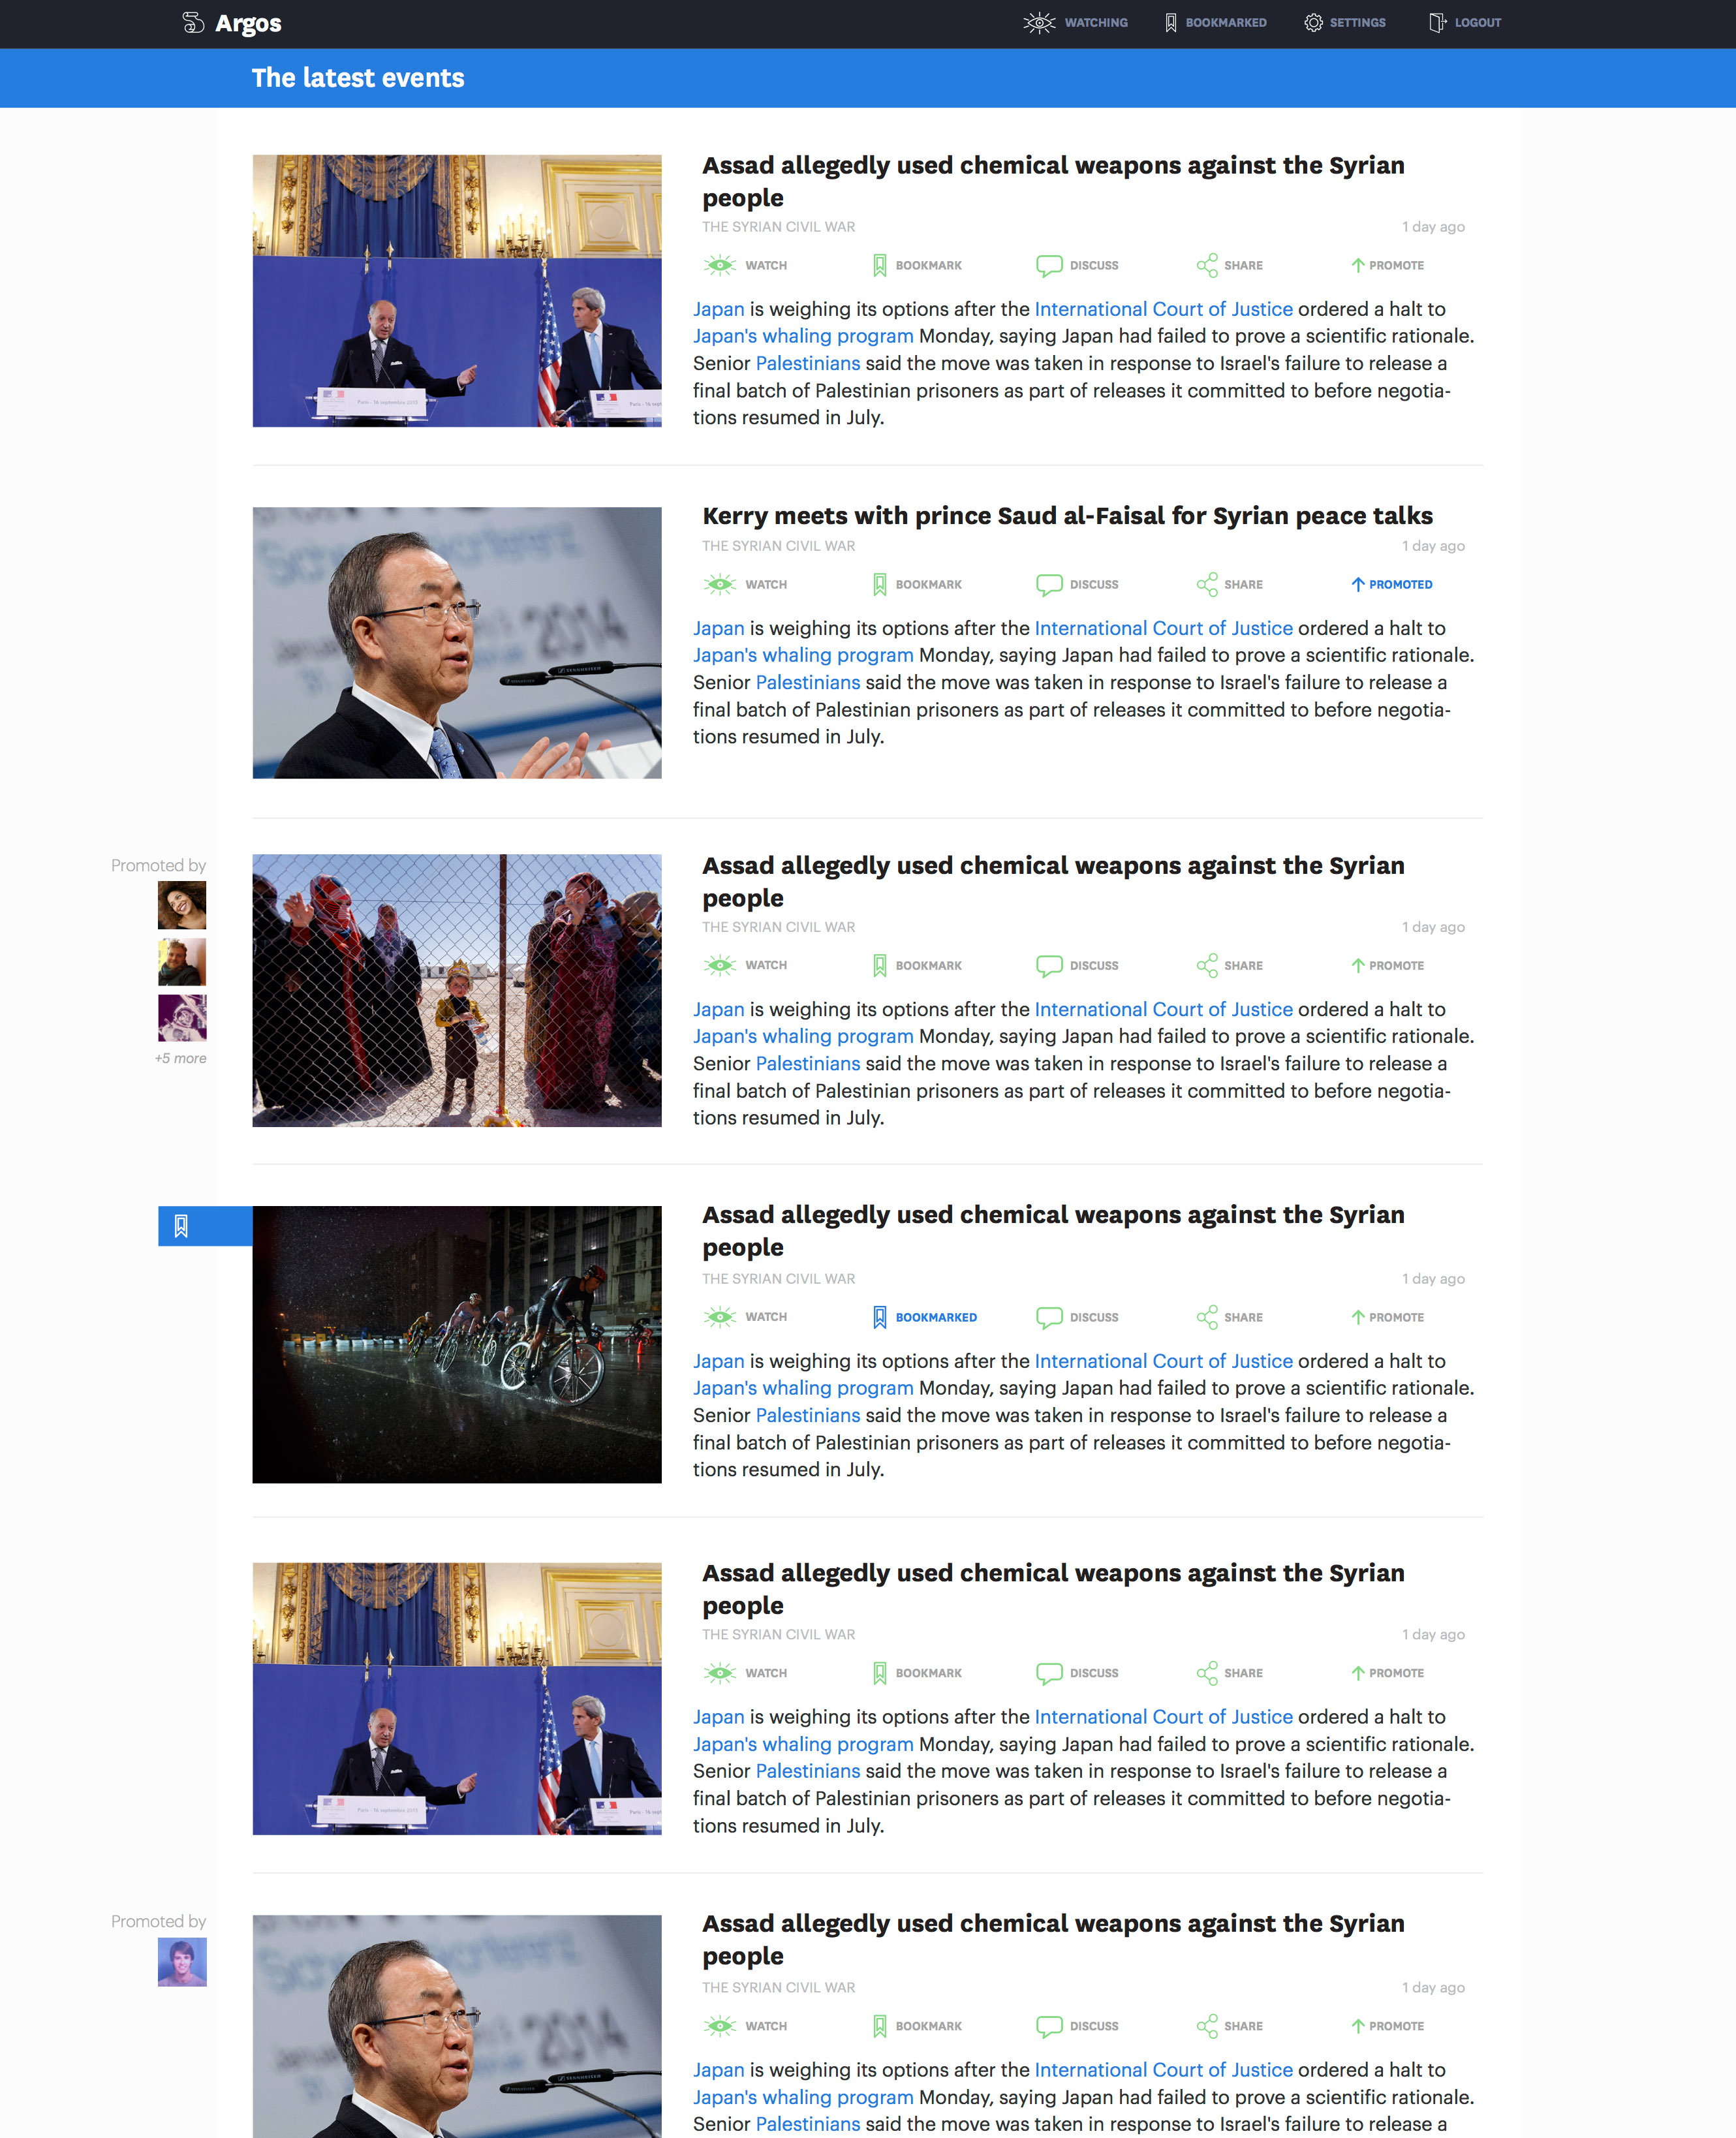 Argos
WATCHING
BOOKMARKED
SETTINGS
LOGOUT
The latest events
Assad allegedly used chemical weapons against the Syrian
people
THE SYRIAN CIVIL WAR
1 day ago
WATCH
BOOKMARK
DISCUSS
SHARE
PROMOTE
Japan is weighing its options after the International Court of Justice ordered a halt to
Japan's whaling program Monday, saying Japan had failed to prove a scientific rationale.
Senior Palestinians said the move was taken in response to Israel's failure to release a
final batch of Palestinian prisoners as part of releases it committed to before negotia-
tions resumed in July.
Paris - 16 septembre 2013
2014
SENNHEISER
Kerry meets with prince Saud al-Faisal for Syrian peace talks
THE SYRIAN CIVIL WAR
1 day ago
WATCH
BOOKMARK
DISCUSS
SHARE
PROMOTED
Japan is weighing its options after the International Court of Justice ordered a halt to
Japan's whaling program Monday, saying Japan had failed to prove a scientific rationale.
Senior Palestinians said the move was taken in response to Israel's failure to release a
final batch of Palestinian prisoners as part of releases it committed to before negotia-
tions resumed in July.
Promoted by
+5 more
Assad allegedly used chemical weapons against the Syrian
people
THE SYRIAN CIVIL WAR
1 day ago
WATCH
BOOKMARK
DISCUSS
SHARE
PROMOTE
Japan is weighing its options after the International Court of Justice ordered a halt to
Japan's whaling program Monday, saying Japan had failed to prove a scientific rationale.
Senior Palestinians said the move was taken in response to Israel's failure to release a
final batch of Palestinian prisoners as part of releases it committed to before negotia-
tions resumed in July.
Assad allegedly used chemical weapons against the Syrian
people
THE SYRIAN CIVIL WAR
1 day ago
WATCH
BOOKMARKED
DISCUSS
SHARE
PROMOTE
Japan is weighing its options after the International Court of Justice ordered a halt to
Japan's whaling program Monday, saying Japan had failed to prove a scientific rationale.
Senior Palestinians said the move was taken in response to Israel's failure to release a
final batch of Palestinian prisoners as part of releases it committed to before negotia-
tions resumed in July.
Assad allegedly used chemical weapons against the Syrian
people
THE SYRIAN CIVIL WAR
1 day ago
WATCH
BOOKMARK
DISCUSS
SHARE
PROMOTE
Japan is weighing its options after the International Court of Justice ordered a halt to
Japan's whaling program Monday, saying Japan had failed to prove a scientific rationale.
Senior Palestinians said the move was taken in response to Israel's failure to release a
final batch of Palestinian prisoners as part of releases it committed to before negotia-
tions resumed in July.
Paris - 16 septembre 2013
Promoted by
2014
SENNHEISER
Assad allegedly used chemical weapons against the Syrian
people
THE SYRIAN CIVIL WAR
1 day ago
WATCH
BOOKMARK
DISCUSS
SHARE
PROMOTE
Japan is weighing its options after the International Court of Justice ordered a halt to
Japan's whaling program Monday, saying Japan had failed to prove a scientific rationale.
Senior Palestinians said the move was taken in response to Israel's failure to release a